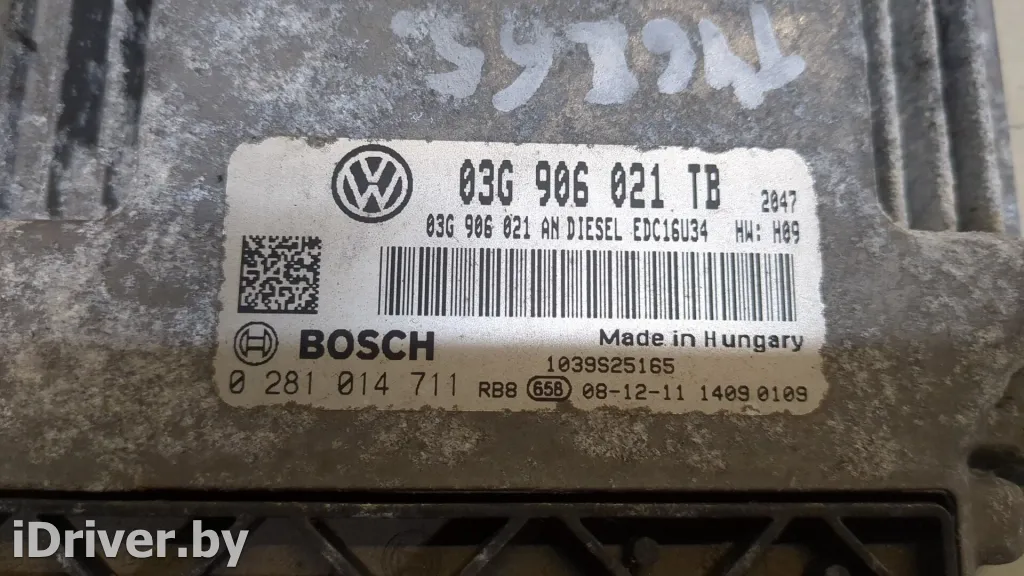 03G 906 021 TB 2047
03G 906 021 AN DIESEL EDC16U34 HW: H09
BOSCH
Made in Hungary
1039S25165
0 281 014 711 RB8 65B 08-12-11 1409 0109
iDriver.by